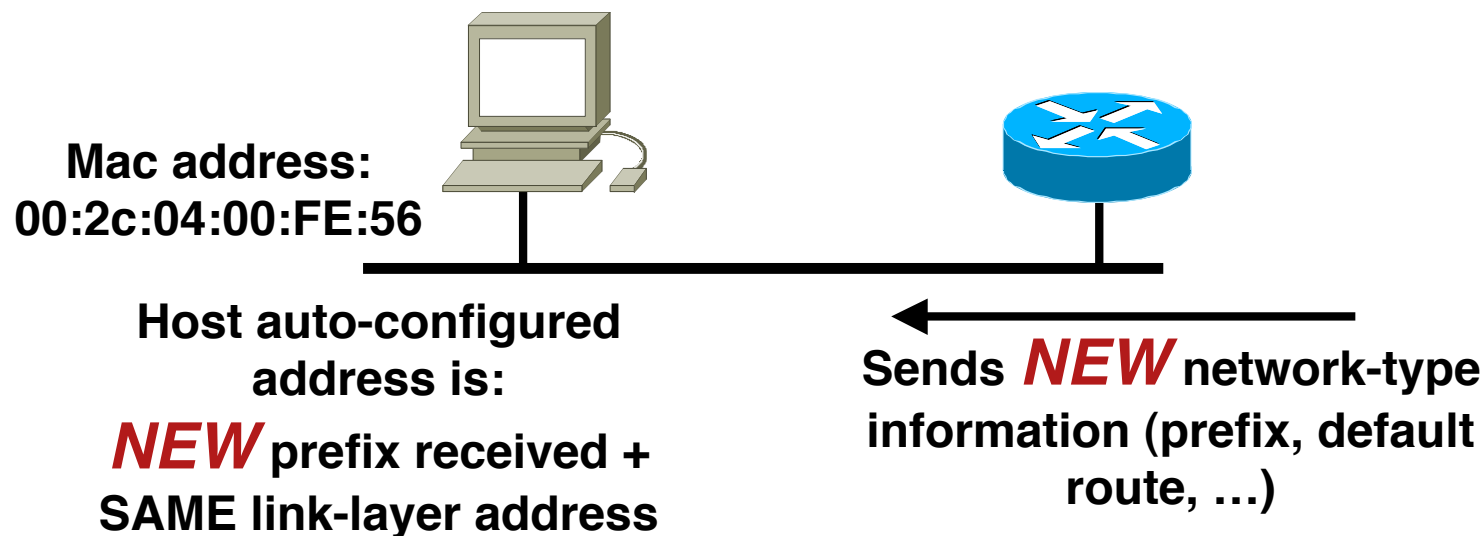 Mac address:
00:2c:04:00:FE:56
Host auto-configured
address is:
NEW prefix received +
SAME link-layer address
Sends NEW network-type
information (prefix, default
route, …)